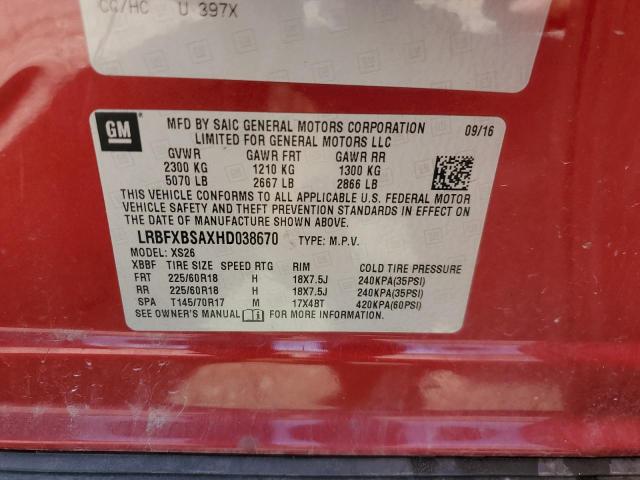 CC/HC U 397X
GM
MFD BY SAIC GENERAL MOTORS CORPORATION 09/16
LIMITED FOR GENERAL MOTORS LLC
GVWR GAWR FRT GAWR RR
2300 KG 1210 KG 1300 KG
5070 LB 2667 LB 2866 LB
THIS VEHICLE CONFORMS TO ALL APPLICABLE U.S. FEDERAL MOTOR
VEHICLE SAFETY AND THEFT PREVENTION STANDARDS IN EFFECT ON THE
DATE OF MANUFACTURE SHOWN ABOVE.
LRBFXBSAXHD038670 TYPE: M.P.V.
MODEL: XS26
XBBF TIRE SIZE SPEED RTG RIM COLD TIRE PRESSURE
FRT 225/60R18 H 18X7.5J 240KPA(35PSI)
RR 225/60R18 H 18X7.5J 240KPA(35PSI)
SPA T145/70R17 M 17X4BT 420KPA(60PSI)
SEE OWNER'S MANUAL FOR MORE INFORMATION.